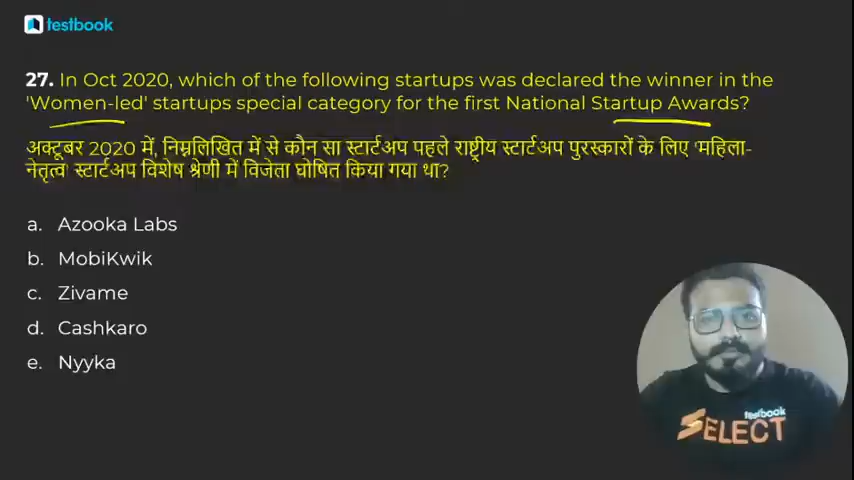 testbook
27. In Oct 2020, which of the following startups was declared the winner in the
'Women-led' startups special category for the first National Startup Awards?
अक्टूबर 2020 में, निम्नलिखित में से कौन सा स्टार्टअप पहले राष्ट्रीय स्टार्टअप पुरस्कारों के लिए 'महिला-
नेतृत्व' स्टार्टअप विशेष श्रेणी में विजेता घोषित किया गया था?
a. Azooka Labs
b. MobiKwik
c. Zivame
d. Cashkaro
e. Nyyka
testbook
SELECT